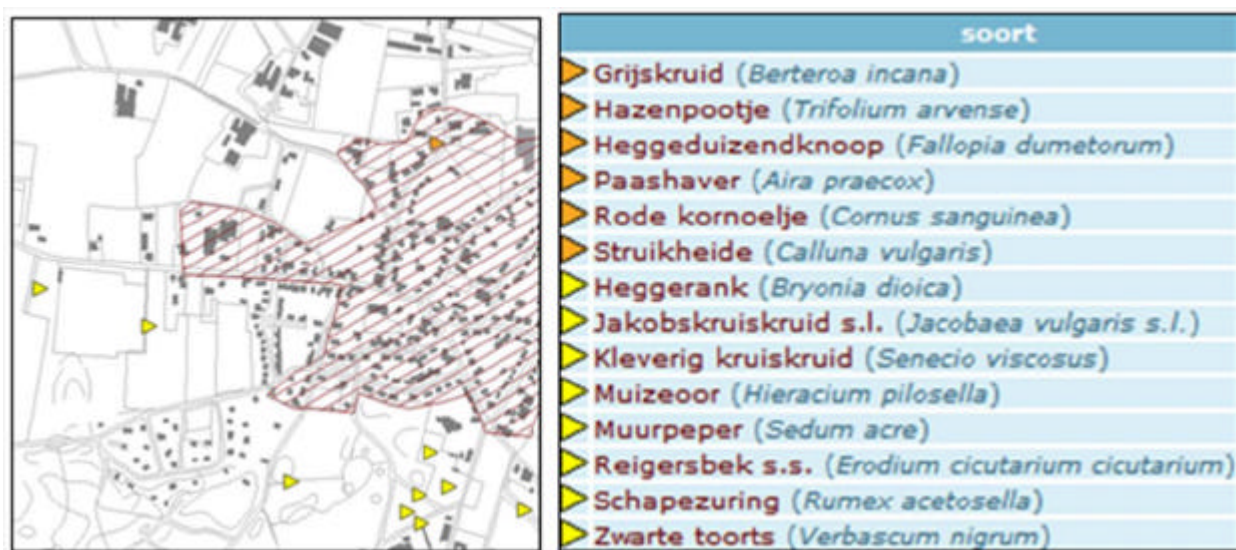 soort
Grijskruid (Berteroa incana)
Hazenpootje (Trifolium arvense)
Heggeduizendknoop (Fallopia dumetorum)
Paashaver (Aira praecox)
Rode kornoelje (Cornus sanguinea)
Struikheide (Calluna vulgaris)
Heggerank (Bryonia dioica)
Jakobskruiskruid s.l. (Jacobaea vulgaris s.l.)
Kleverig kruiskruid (Senecio viscosus)
Muizeoor (Hieracium pilosella)
Muurpeper (Sedum acre)
Reigersbek s.s. (Erodium cicutarium cicutarium)
Schapezuring (Rumex acetosella)
Zwarte toorts (Verbascum nigrum)